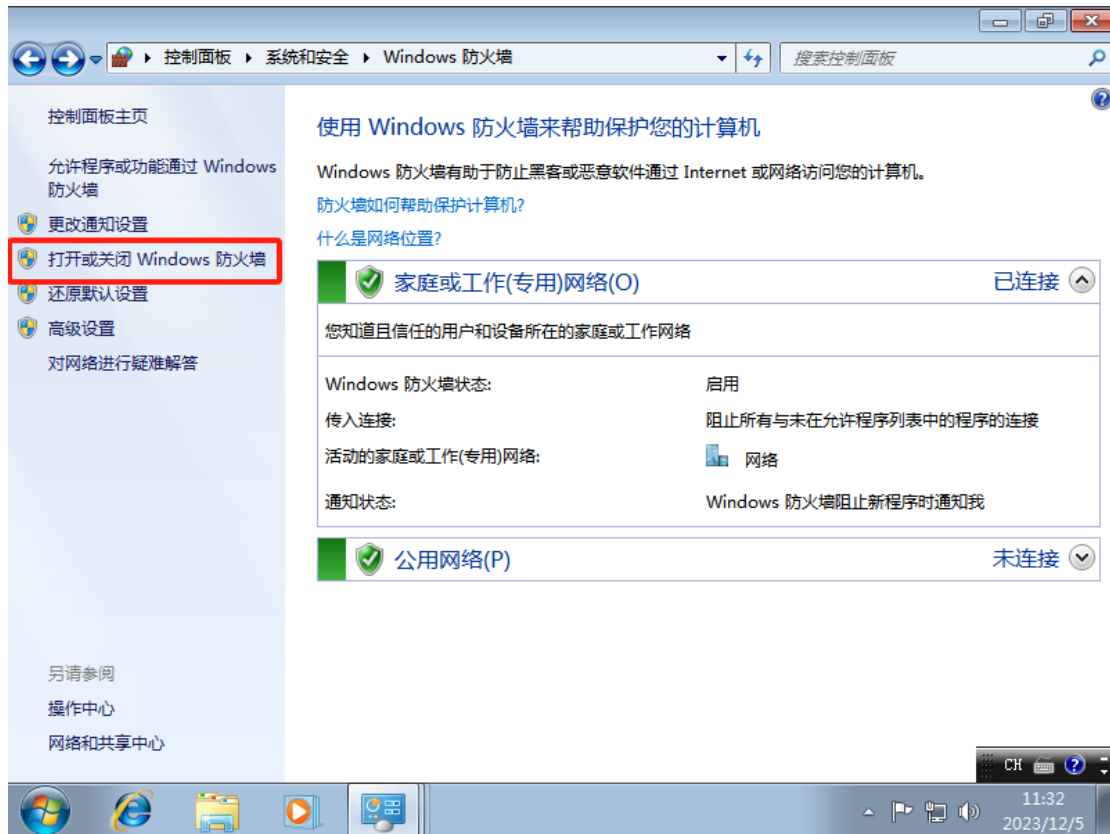 控制面板 系统和安全 Windows 防火墙
搜索控制面板
控制面板主页
允许程序或功能通过 Windows
防火墙
更改通知设置
打开或关闭 Windows 防火墙
还原默认设置
高级设置
对网络进行疑难解答
另请参阅
操作中心
网络和共享中心
使用 Windows 防火墙来帮助保护您的计算机
Windows 防火墙有助于防止黑客或恶意软件通过 Internet 或网络访问您的计算机。
防火墙如何帮助保护计算机?
什么是网络位置?
家庭或工作(专用)网络(O) 已连接
您知道且信任的用户和设备所在的家庭或工作网络
Windows 防火墙状态: 启用
传入连接: 阻止所有与未在允许程序列表中的程序的连接
活动的家庭或工作(专用)网络: 网络
通知状态: Windows 防火墙阻止新程序时通知我
公用网络(P) 未连接
CH
11:32
2023/12/5